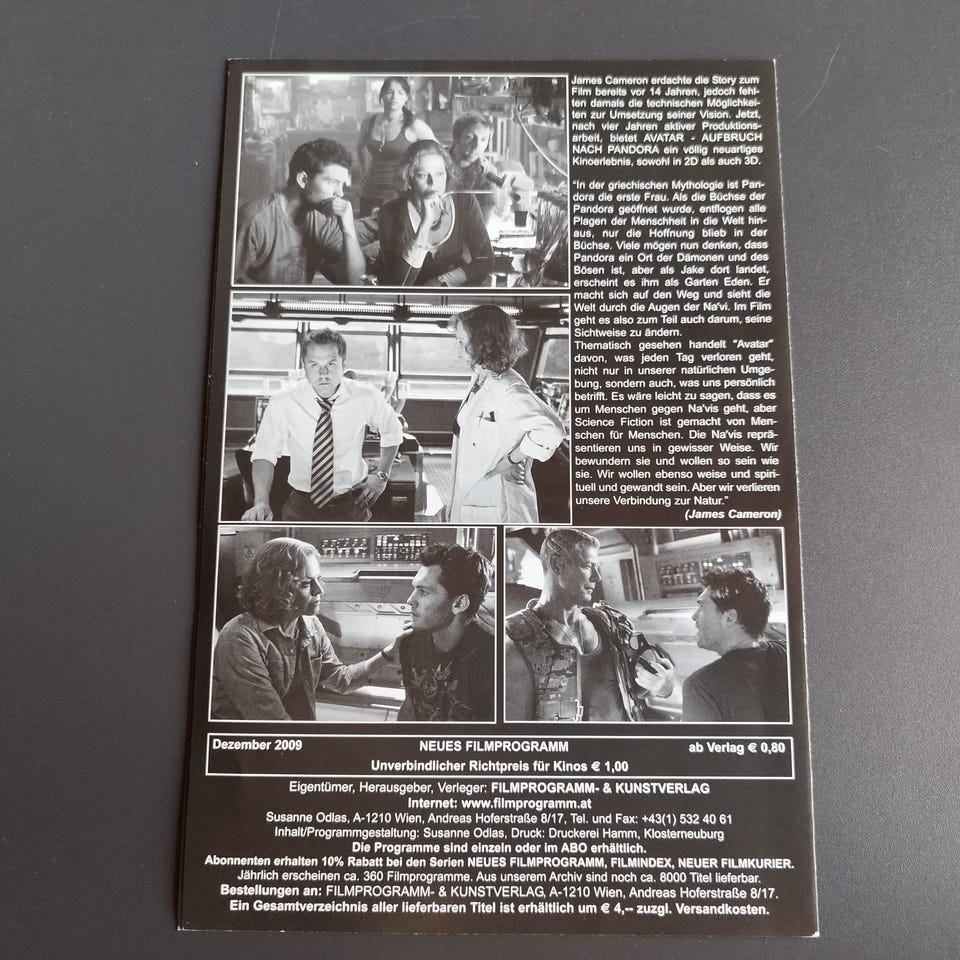 James Cameron erdachte die Story zum
Film bereits vor 14 Jahren, jedoch fehl-
ten damals die technischen Möglichkei-
ten zur Umsetzung seiner Vision. Jetzt,
nach vier Jahren aktiver Produktions-
arbeit, bietet AVATAR - AUFBRUCH
NACH PANDORA ein völlig neuartiges
Kinoerlebnis, sowohl in 2D als auch 3D.
"In der griechischen Mythologie ist Pan-
dora die erste Frau. Als die Büchse der
Pandora geöffnet wurde, entflogen alle
Plagen der Menschheit in die Welt hin-
aus, nur die Hoffnung blieb in der
Büchse. Viele mögen nun denken, dass
Pandora ein Ort der Dämonen und des
Bösen ist, aber als Jake dort landet,
erscheint es ihm als Garten Eden. Er
macht sich auf den Weg und sieht die
Welt durch die Augen der Na'vi. Im Film
geht es also zum Teil auch darum, seine
Sichtweise zu ändern.
Thematisch gesehen handelt "Avatar"
davon, was jeden Tag verloren geht,
nicht nur in unserer natürlichen Umge-
bung, sondern auch, was uns persönlich
betrifft. Es wäre leicht zu sagen, dass es
um Menschen gegen Na'vis geht, aber
Science Fiction ist gemacht von Men-
schen für Menschen. Die Na'vis reprä-
sentieren uns in gewisser Weise. Wir
bewundern sie und wollen so sein wie
sie. Wir wollen ebenso weise und spiri-
tuell und gewandt sein. Aber wir verlieren
unsere Verbindung zur Natur."
(James Cameron)
Dezember 2009 NEUES FILMPROGRAMM ab Verlag € 0,80
Unverbindlicher Richtpreis für Kinos € 1,00
Eigentümer, Herausgeber, Verleger: FILMPROGRAMM- & KUNSTVERLAG
Internet: www.filmprogramm.at
Susanne Odlas, A-1210 Wien, Andreas Hoferstraße 8/17, Tel. und Fax: +43(1) 532 40 61
Inhalt/Programmgestaltung: Susanne Odlas, Druck: Druckerei Hamm, Klosterneuburg
Die Programme sind einzeln oder im ABO erhältlich.
Abonnenten erhalten 10% Rabatt bei den Serien NEUES FILMPROGRAMM, FILMINDEX, NEUER FILMKURIER.
Jährlich erscheinen ca. 360 Filmprogramme. Aus unserem Archiv sind noch ca. 8000 Titel lieferbar.
Bestellungen an: FILMPROGRAMM- & KUNSTVERLAG, A-1210 Wien, Andreas Hoferstraße 8/17.
Ein Gesamtverzeichnis aller lieferbaren Titel ist erhältlich um € 4,-- zuzgl. Versandkosten.